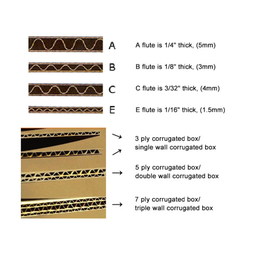 A A flute is 1/4" thick, (5mm)
B B flute is 1/8" thick, (3mm)
C C flute is 3/32" thick, (4mm)
E E flute is 1/16" thick, (1.5mm)
3 ply corrugated box/
single wall corrugated box
5 ply corrugated box/
double wall corrugated box
7 ply corrugated box/
triple wall corrugated box